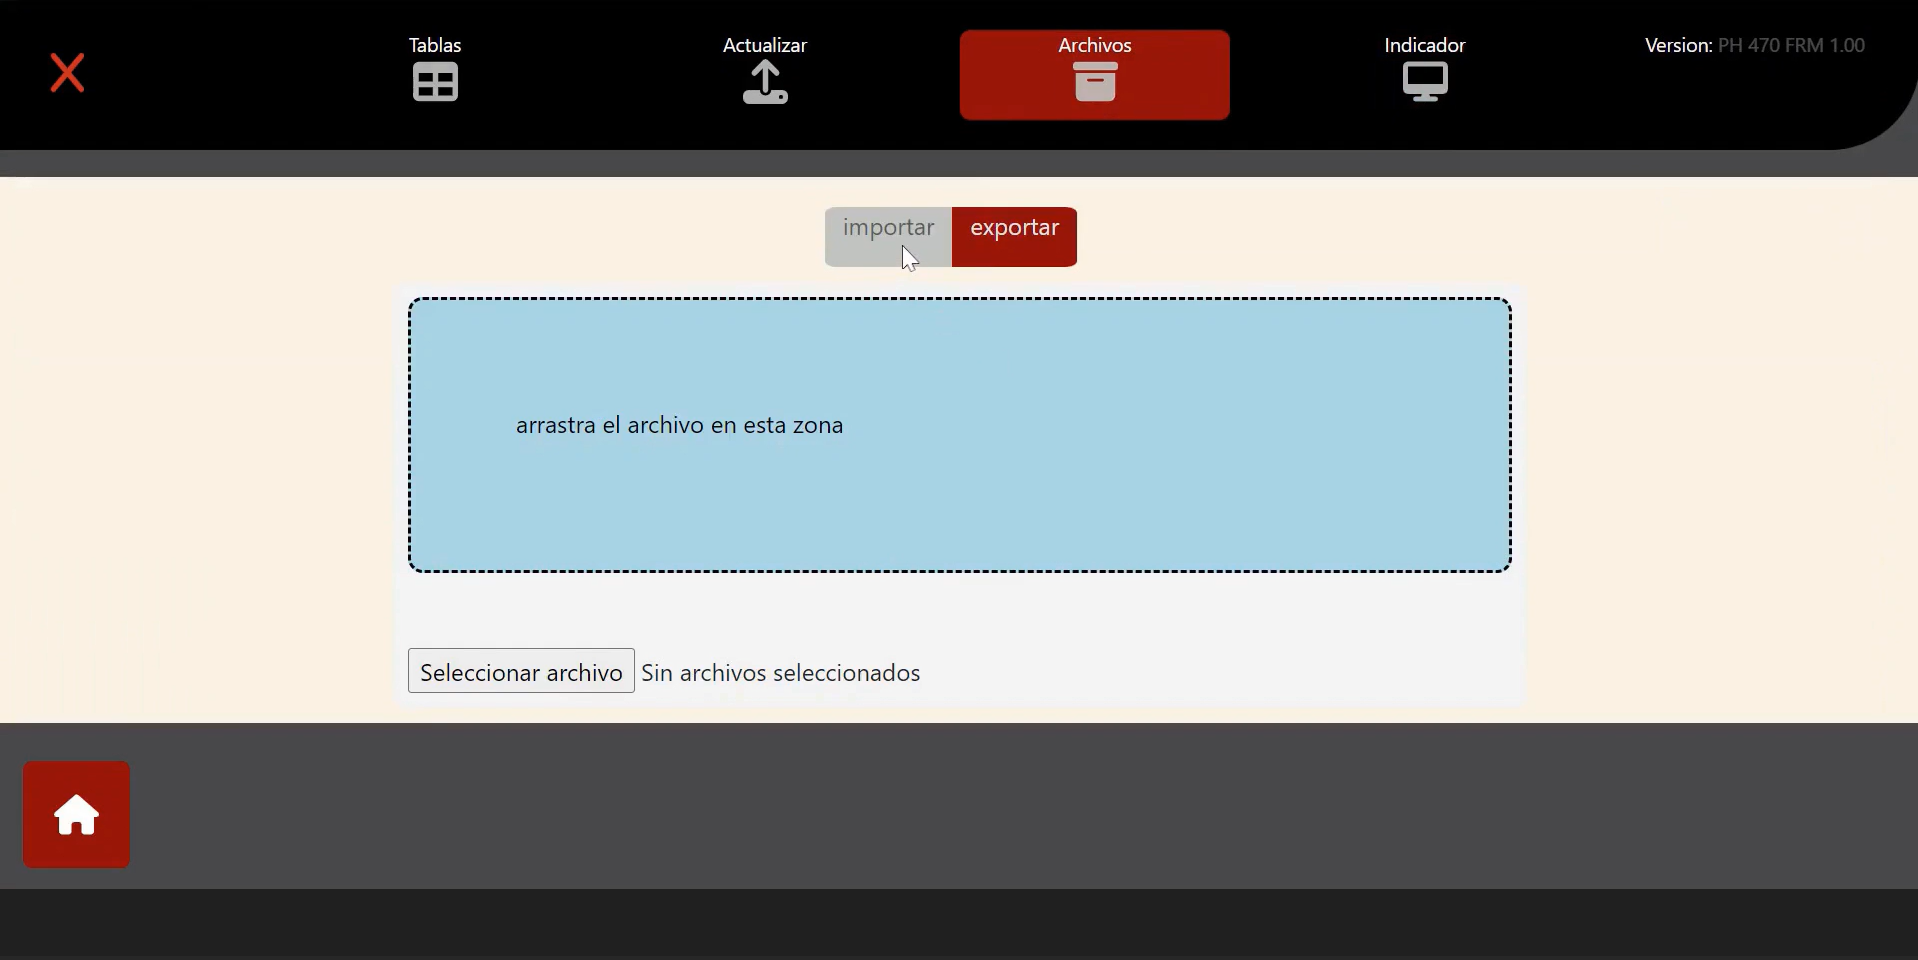 Tablas
Actualizar
Archivos
Indicador
Version: PH 470 FRM 1.00
importar
exportar
arrastra el archivo en esta zona
Seleccionar archivo Sin archivos seleccionados